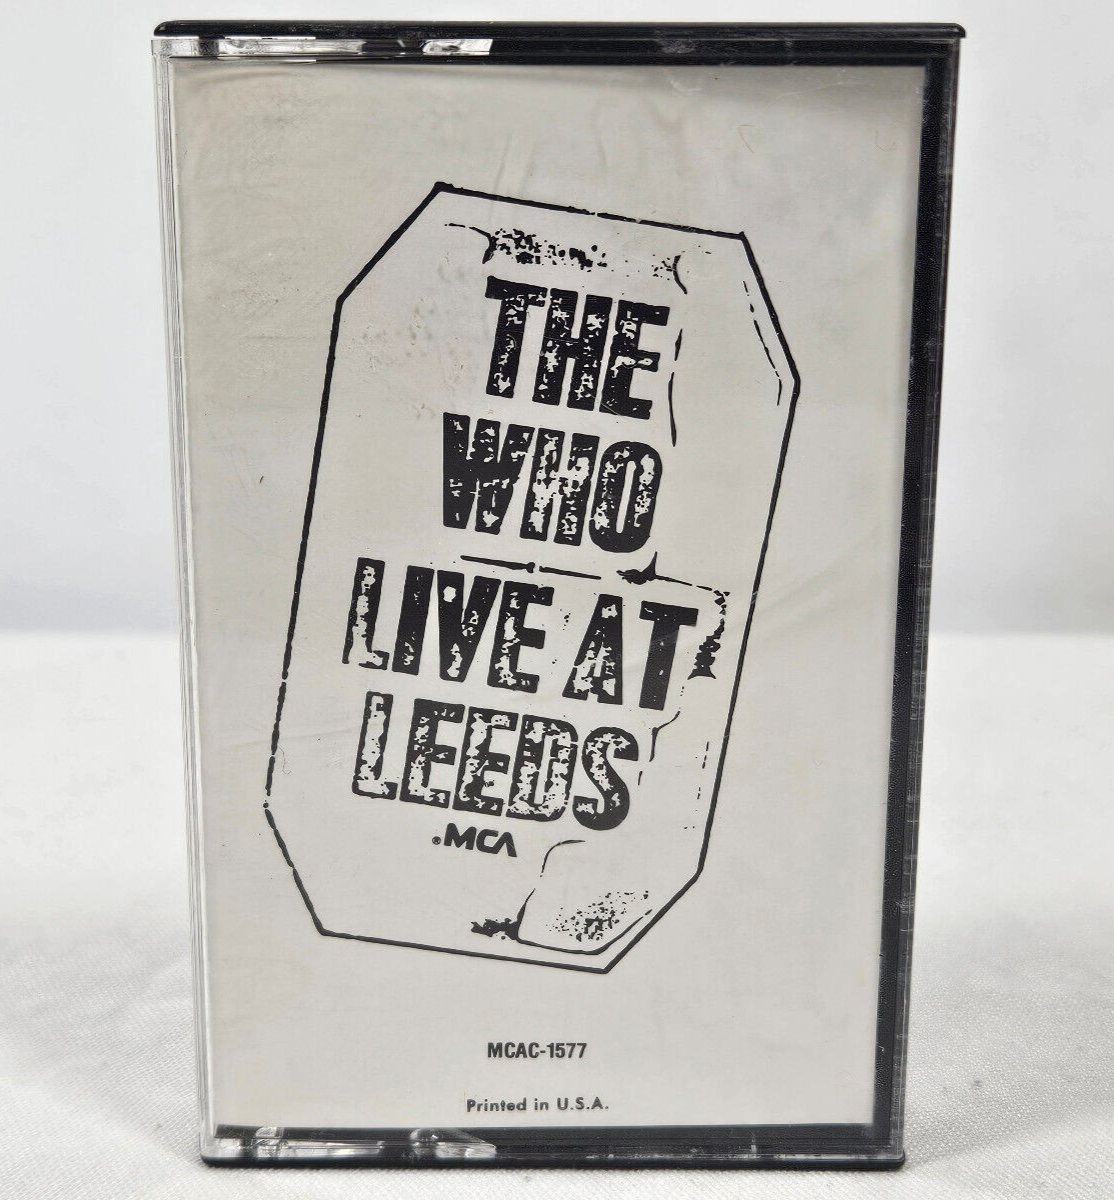 THE
WHO
LIVE AT
LEEDS
®MCA
MCAC-1577
Printed in U.S.A.